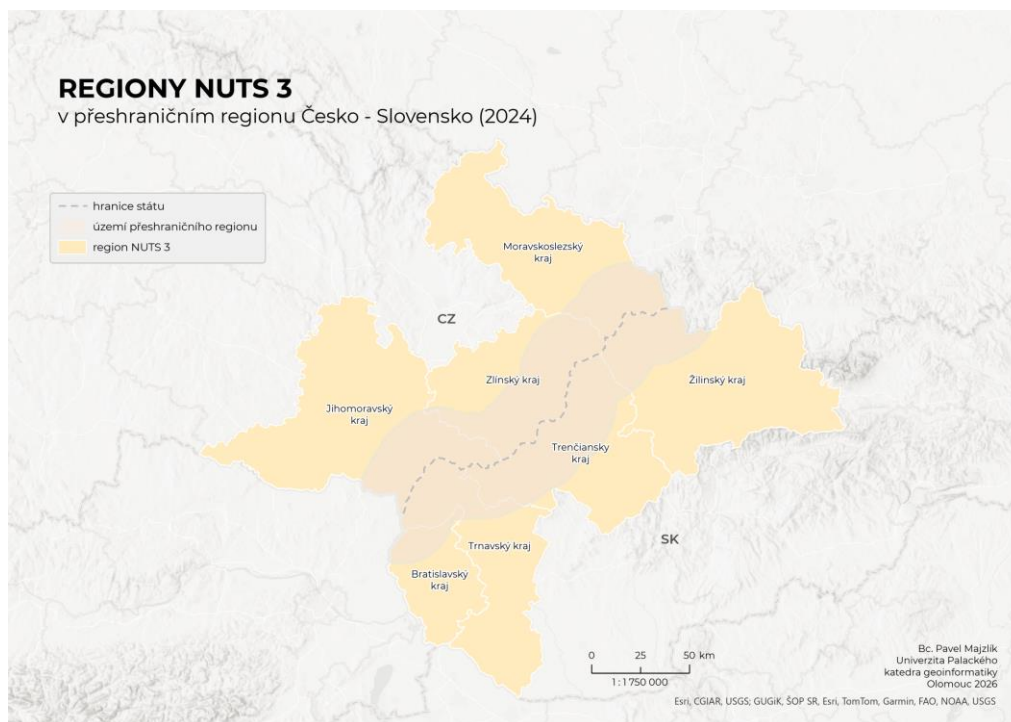 REGIONY NUTS 3
v přeshraničním regionu Česko - Slovensko (2024)
hranice státu
území přeshraničního regionu
region NUTS 3
Moravskoslezský
kraj
CZ
Zlínský kraj
Žilinský kraj
Jihomoravský
kraj
Trenčiansky
kraj
Trnavský kraj
SK
Bratislavský
kraj
0 25 50 km
1 : 1 750 000
Bc. Pavel Majzlík
Univerzita Palackého
katedra geoinformatiky
Olomouc 2026
Esri, CGIAR, USGS; GUGiK, ŠOP SR, Esri, TomTom, Garmin, FAO, NOAA, USGS